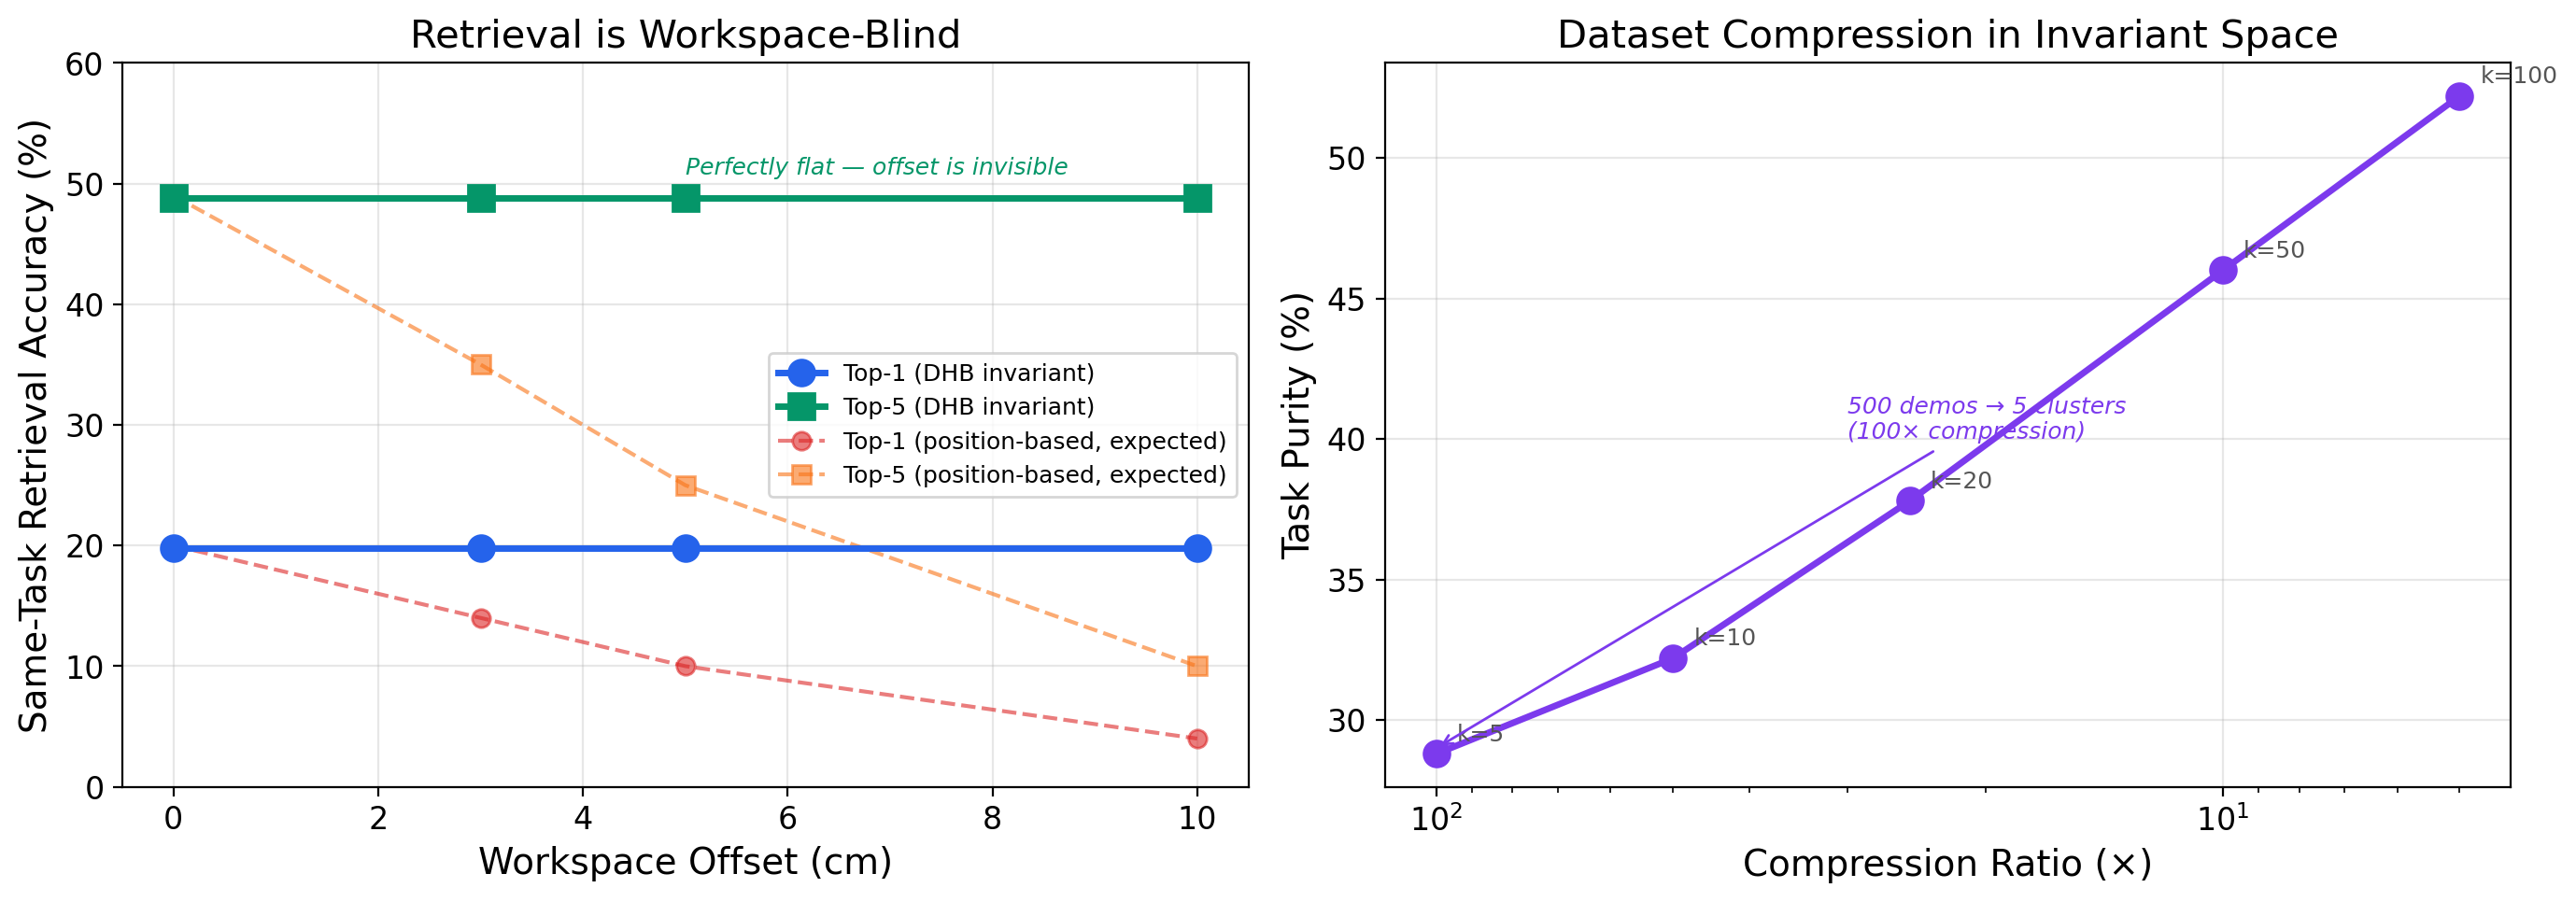 Retrieval is Workspace-Blind
Same-Task Retrieval Accuracy (%)
60
50
40
30
20
10
0
Perfectly flat — offset is invisible
Top-1 (DHB invariant)
Top-5 (DHB invariant)
Top-1 (position-based, expected)
Top-5 (position-based, expected)
0 2 4 6 8 10
Workspace Offset (cm)
Dataset Compression in Invariant Space
Task Purity (%)
50
45
40
35
30
k=100
k=50
500 demos → 5 clusters
(100× compression)
k=20
k=10
k=5
10² 10¹
Compression Ratio (×)